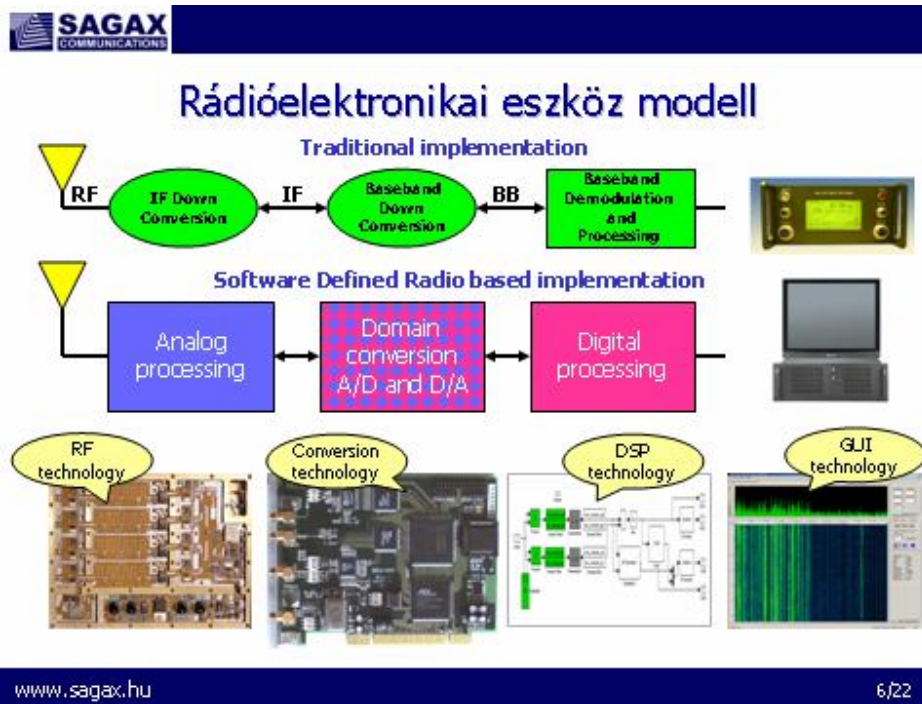 SAGAX
COMMUNICATIONS
Rádióelektronikai eszköz modell
Traditional implementation
RF
IF Down
Conversion
IF
Baseband
Down
Conversion
BB
Baseband
Demodulation
and
Processing
Software Defined Radio based implementation
Analog
processing
Domain
conversion
A/D and D/A
Digital
processing
RF
technology
Conversion
technology
DSP
technology
GUI
technology
www.sagax.hu
6/22